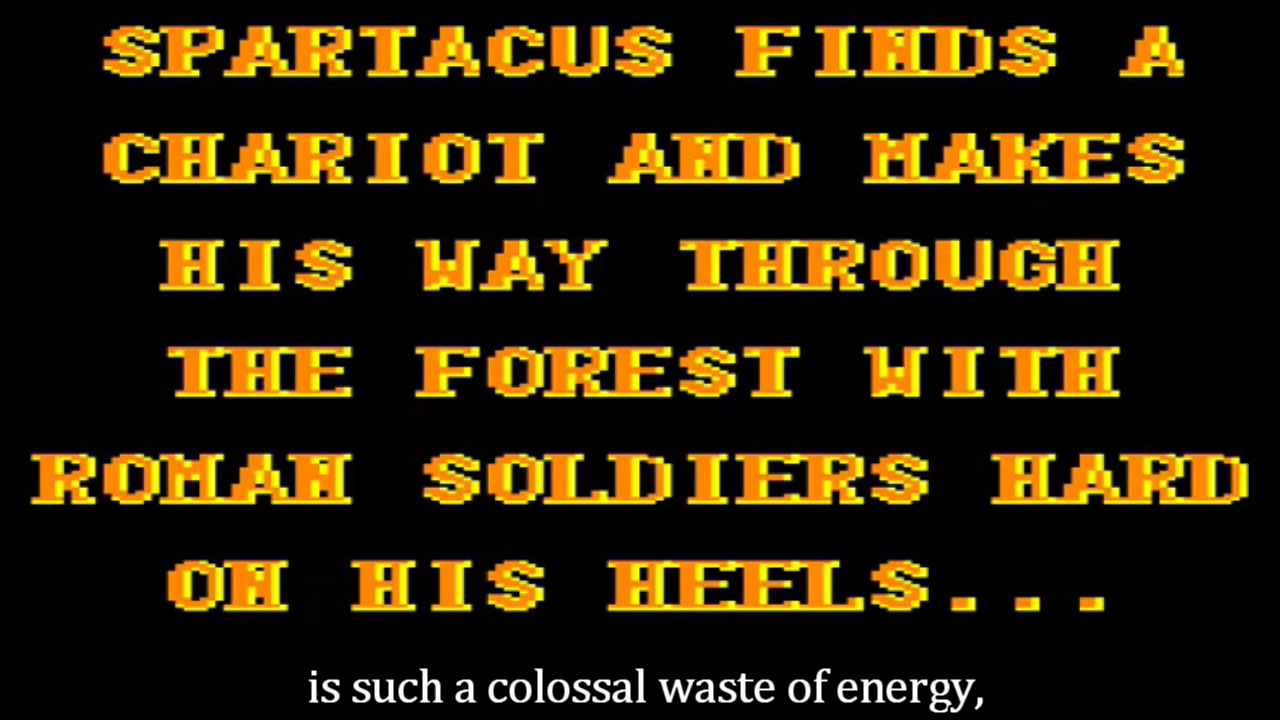 SPARTACUS FINDS A
CHARIOT AND MAKES
HIS WAY THROUGH
THE FOREST WITH
ROMAN SOLDIERS HARD
ON HIS HEELS...
is such a colossal waste of energy,